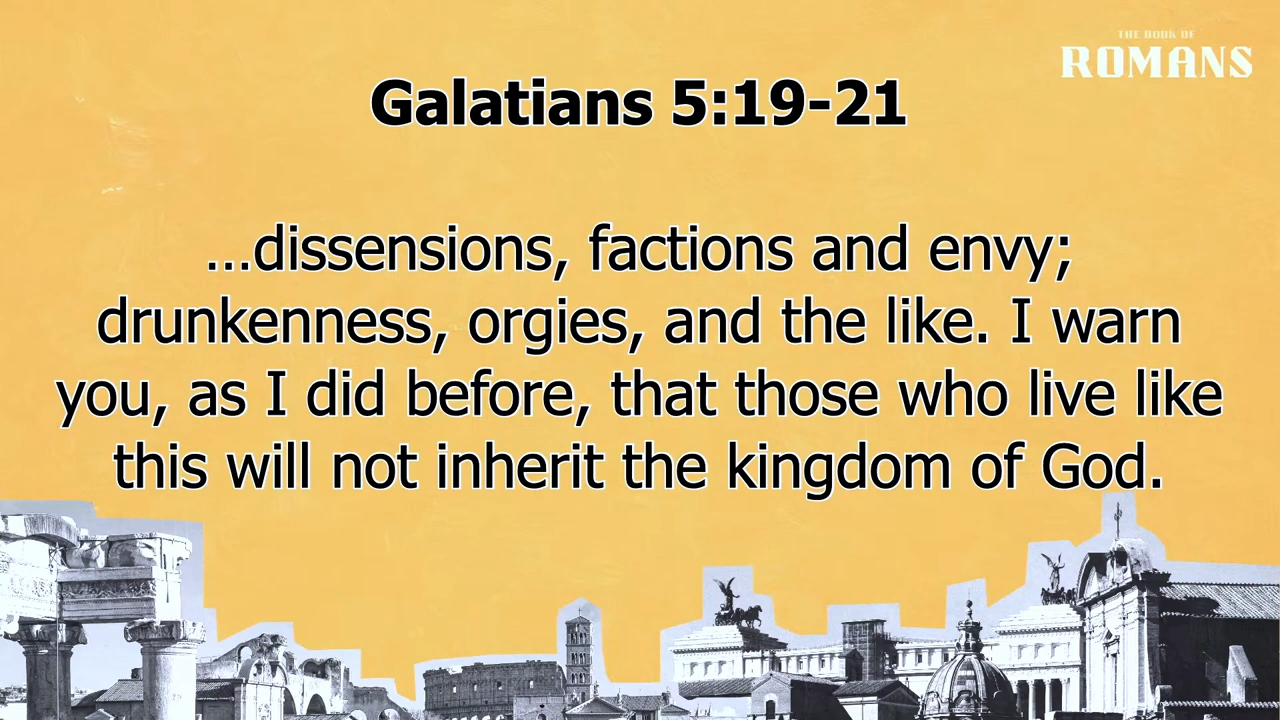 THE BOOK OF
ROMANS
Galatians 5:19-21
...dissensions, factions and envy;
drunkenness, orgies, and the like. I warn
you, as I did before, that those who live like
this will not inherit the kingdom of God.